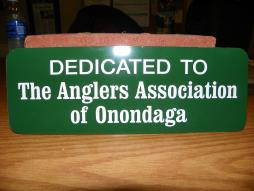 DEDICATED TO
The Anglers Association
of Onondaga